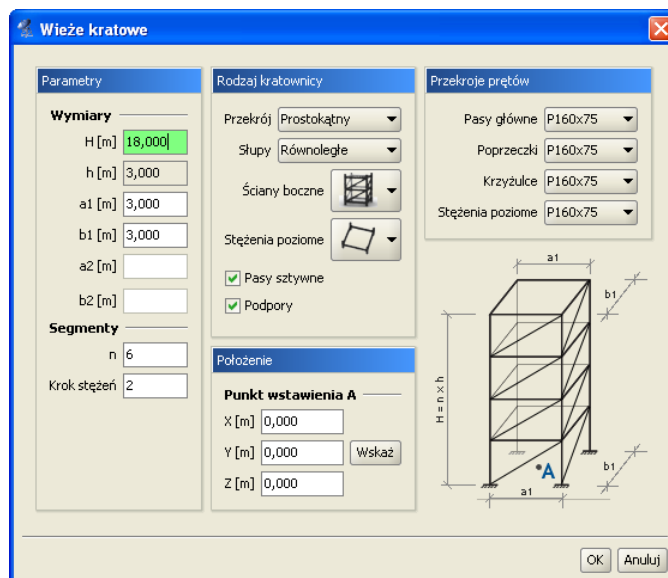 Wieże kratowe
Parametry
Wymiary
H [m] 18,000
h [m] 3,000
a1 [m] 3,000
b1 [m] 3,000
a2 [m]
b2 [m]
Segmenty
n 6
Krok stężeń 2
Rodzaj kratownicy
Przekrój Prostokątny
Słupy Równoległe
Ściany boczne
Stężenia poziome
Pasy sztywne
Podpory
Położenie
Punkt wstawienia A
X [m] 0,000
Y [m] 0,000 Wskaż
Z [m] 0,000
Przekroje prętów
Pasy główne P160x75
Poprzeczki P160x75
Krzyżulce P160x75
Stężenia poziome P160x75
a1
b1
H = n x h
b1
A
a1
OK Anuluj